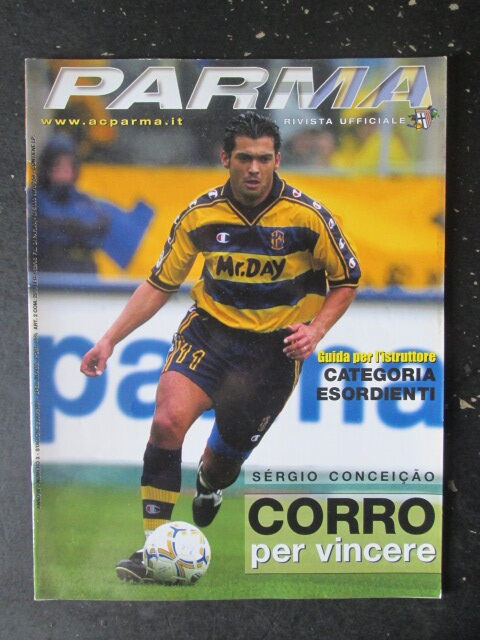 PARMA
www.acparma.it
RIVISTA UFFICIALE
Mr.DAY
11
parma
Guida per l'Istruttore
CATEGORIA
ESORDIENTI
SÉRGIO CONCEIÇÃO
CORRO
per vincere